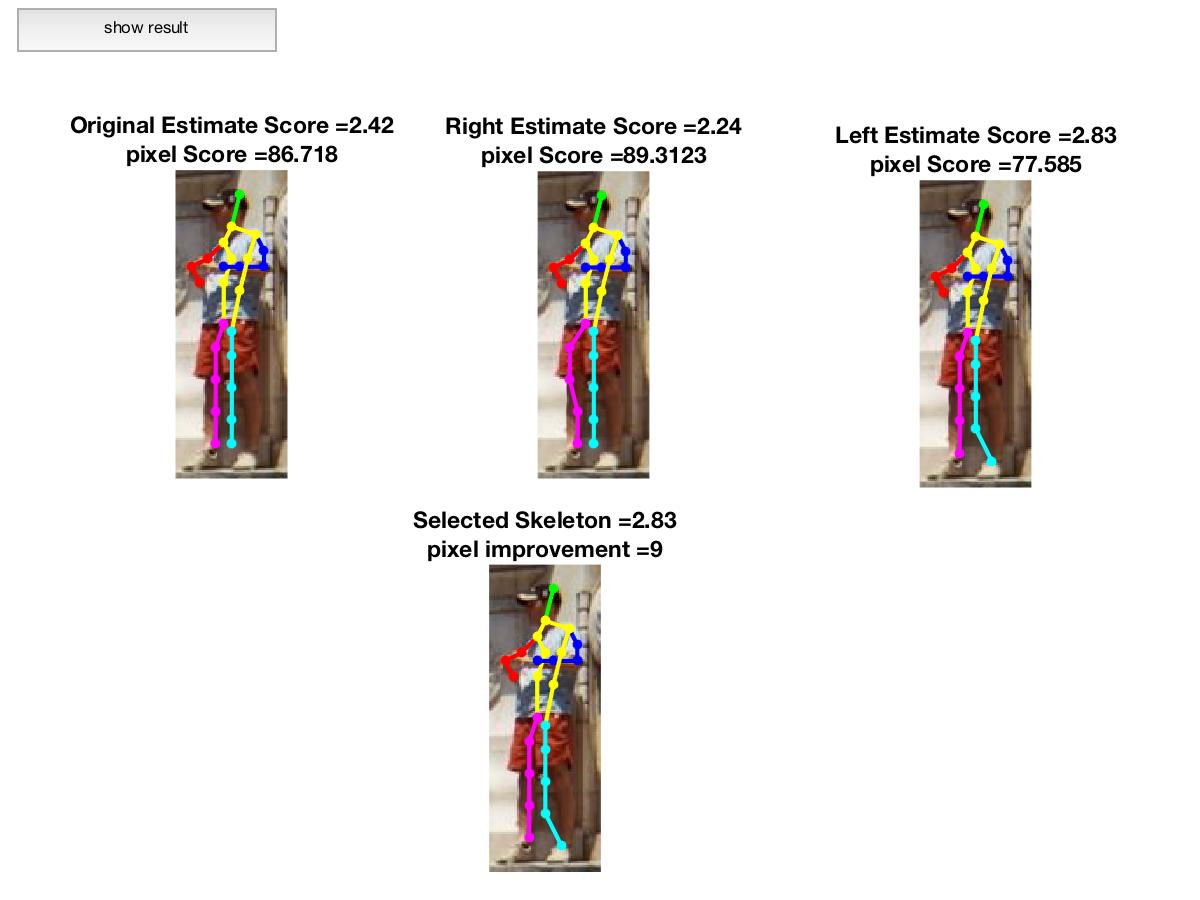 show result
Original Estimate Score =2.42
pixel Score =86.718
Right Estimate Score =2.24
pixel Score =89.3123
Left Estimate Score =2.83
pixel Score =77.585
Selected Skeleton =2.83
pixel improvement =9